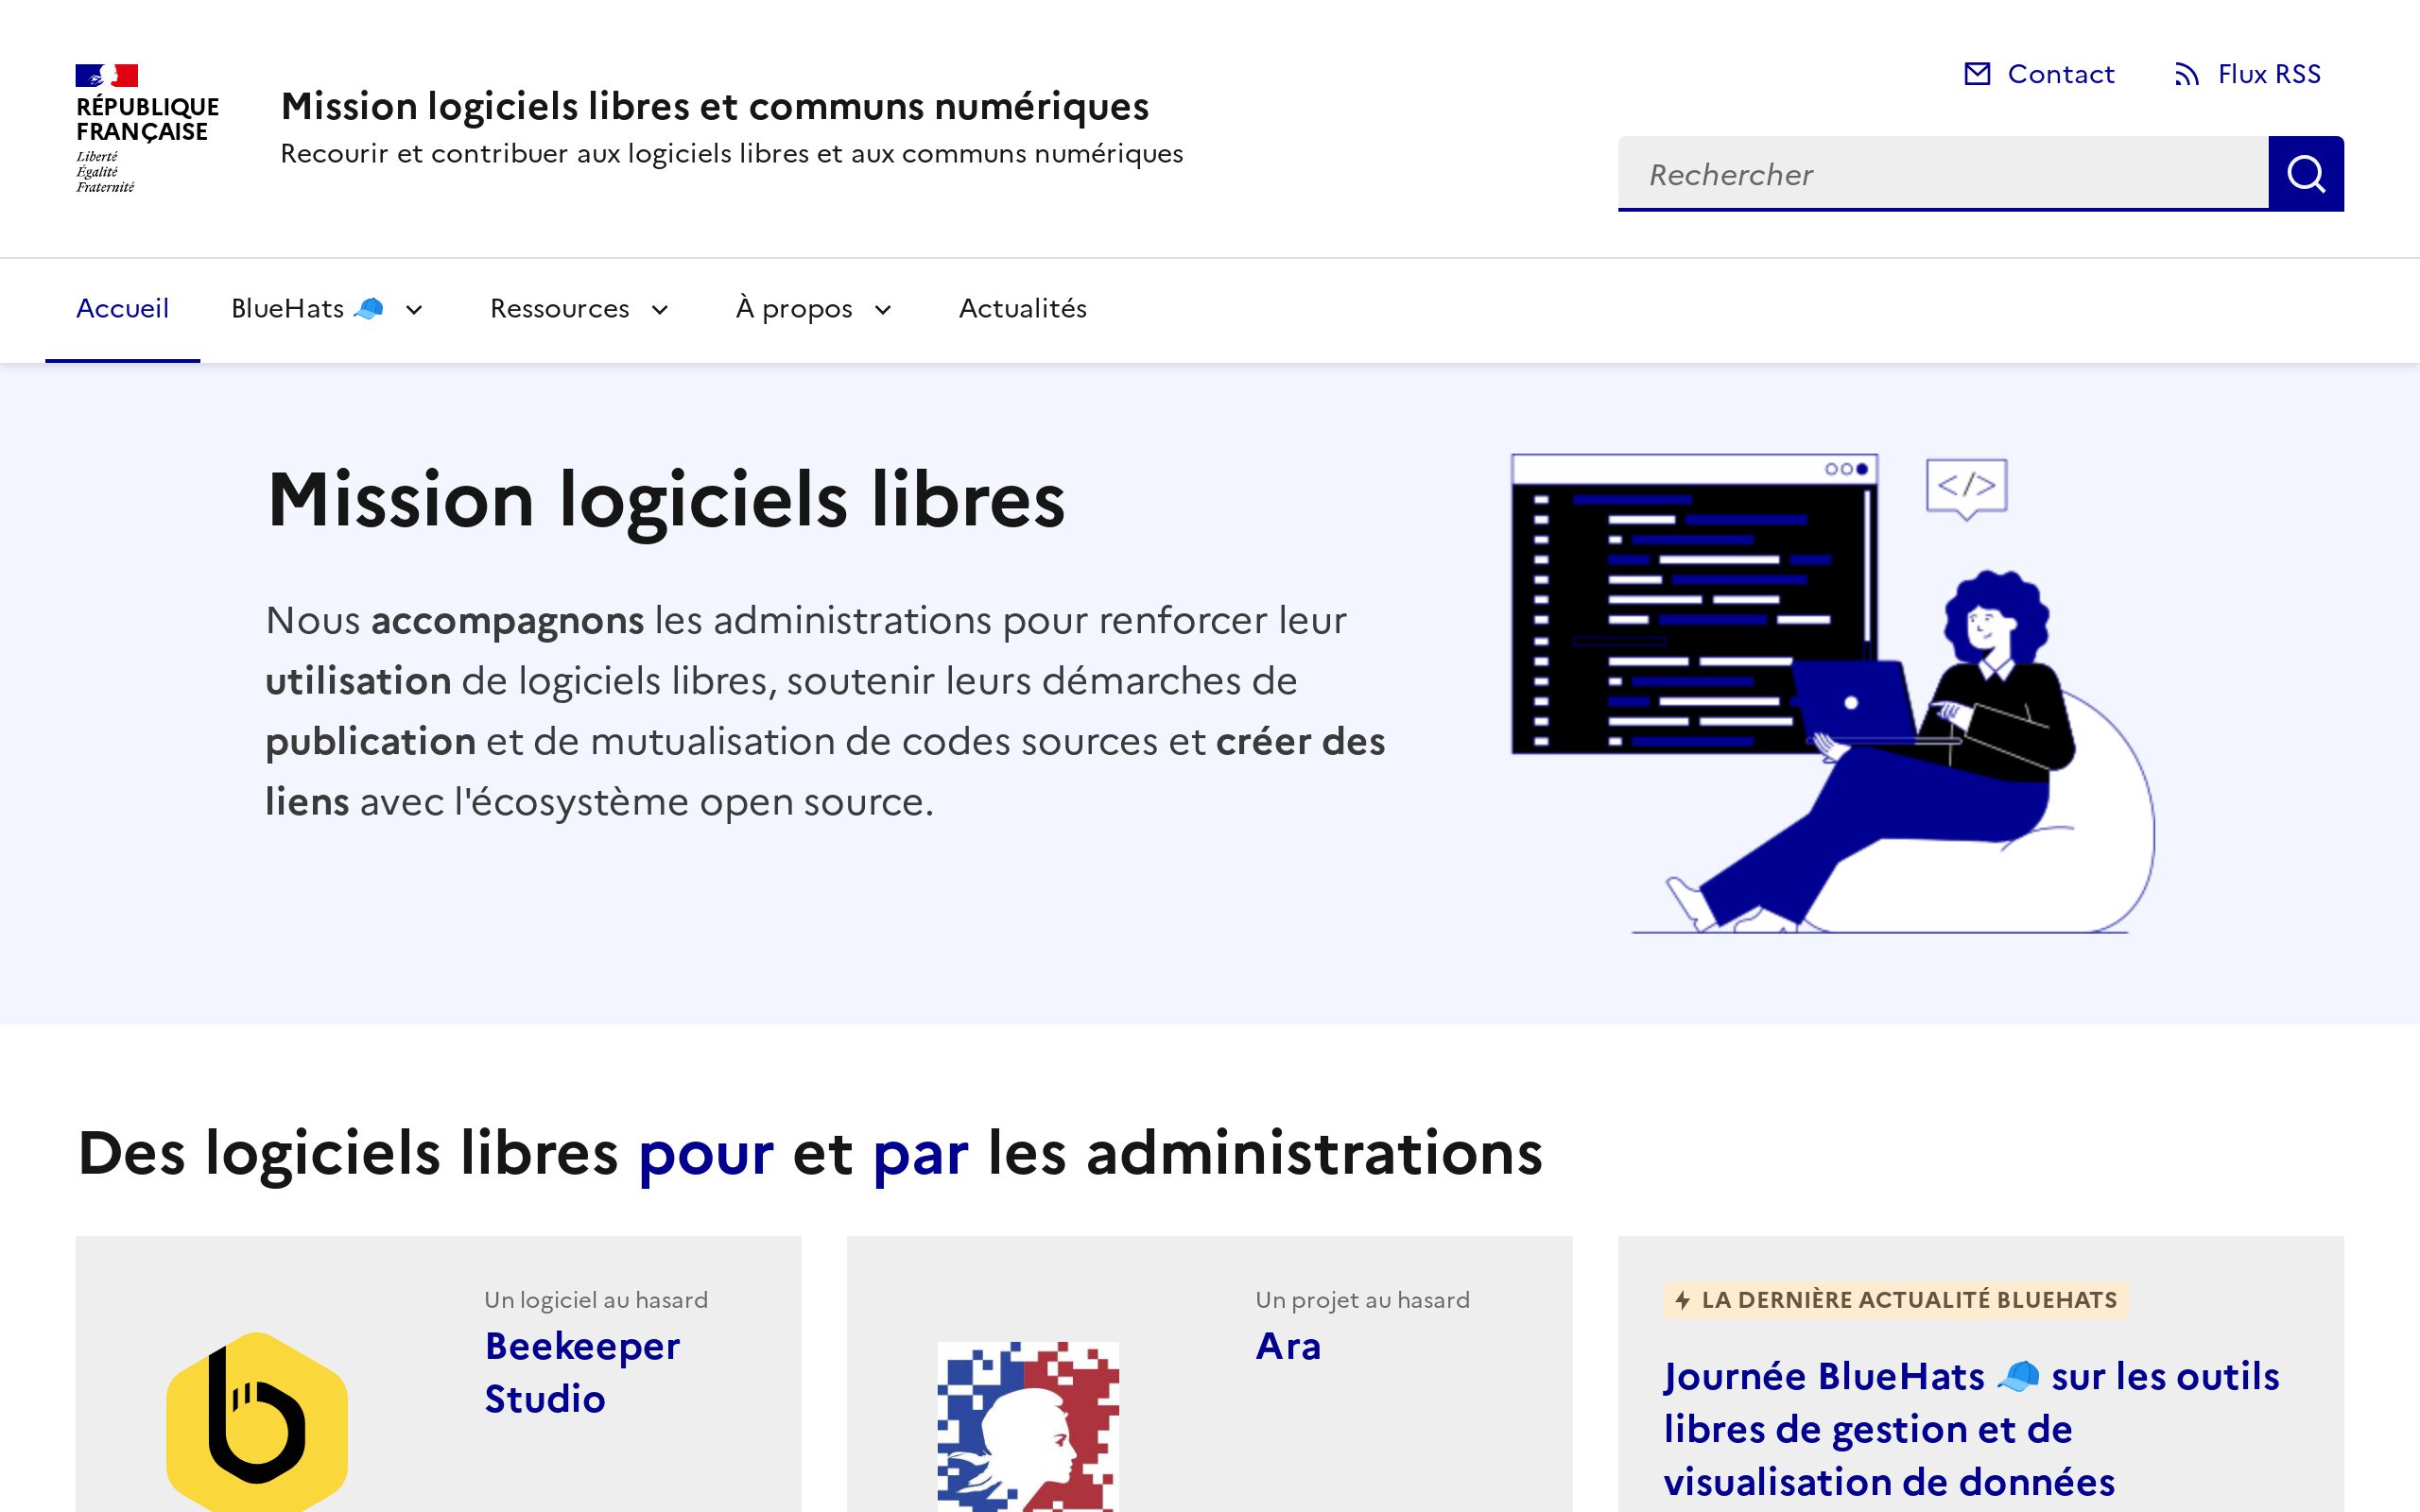 RÉPUBLIQUE
FRANÇAISE
Liberté
Égalité
Fraternité
Mission logiciels libres et communs numériques
Recourir et contribuer aux logiciels libres et aux communs numériques
Contact
Flux RSS
Rechercher
Accueil
BlueHats 🧢
Ressources
À propos
Actualités
Mission logiciels libres
Nous accompagnons les administrations pour renforcer leur
utilisation de logiciels libres, soutenir leurs démarches de
publication et de mutualisation de codes sources et créer des
liens avec l'écosystème open source.
</>
Des logiciels libres pour et par les administrations
Un logiciel au hasard
Beekeeper
Studio
Un projet au hasard
Ara
LA DERNIÈRE ACTUALITÉ BLUEHATS
Journée BlueHats 🧢 sur les outils
libres de gestion et de
visualisation de données